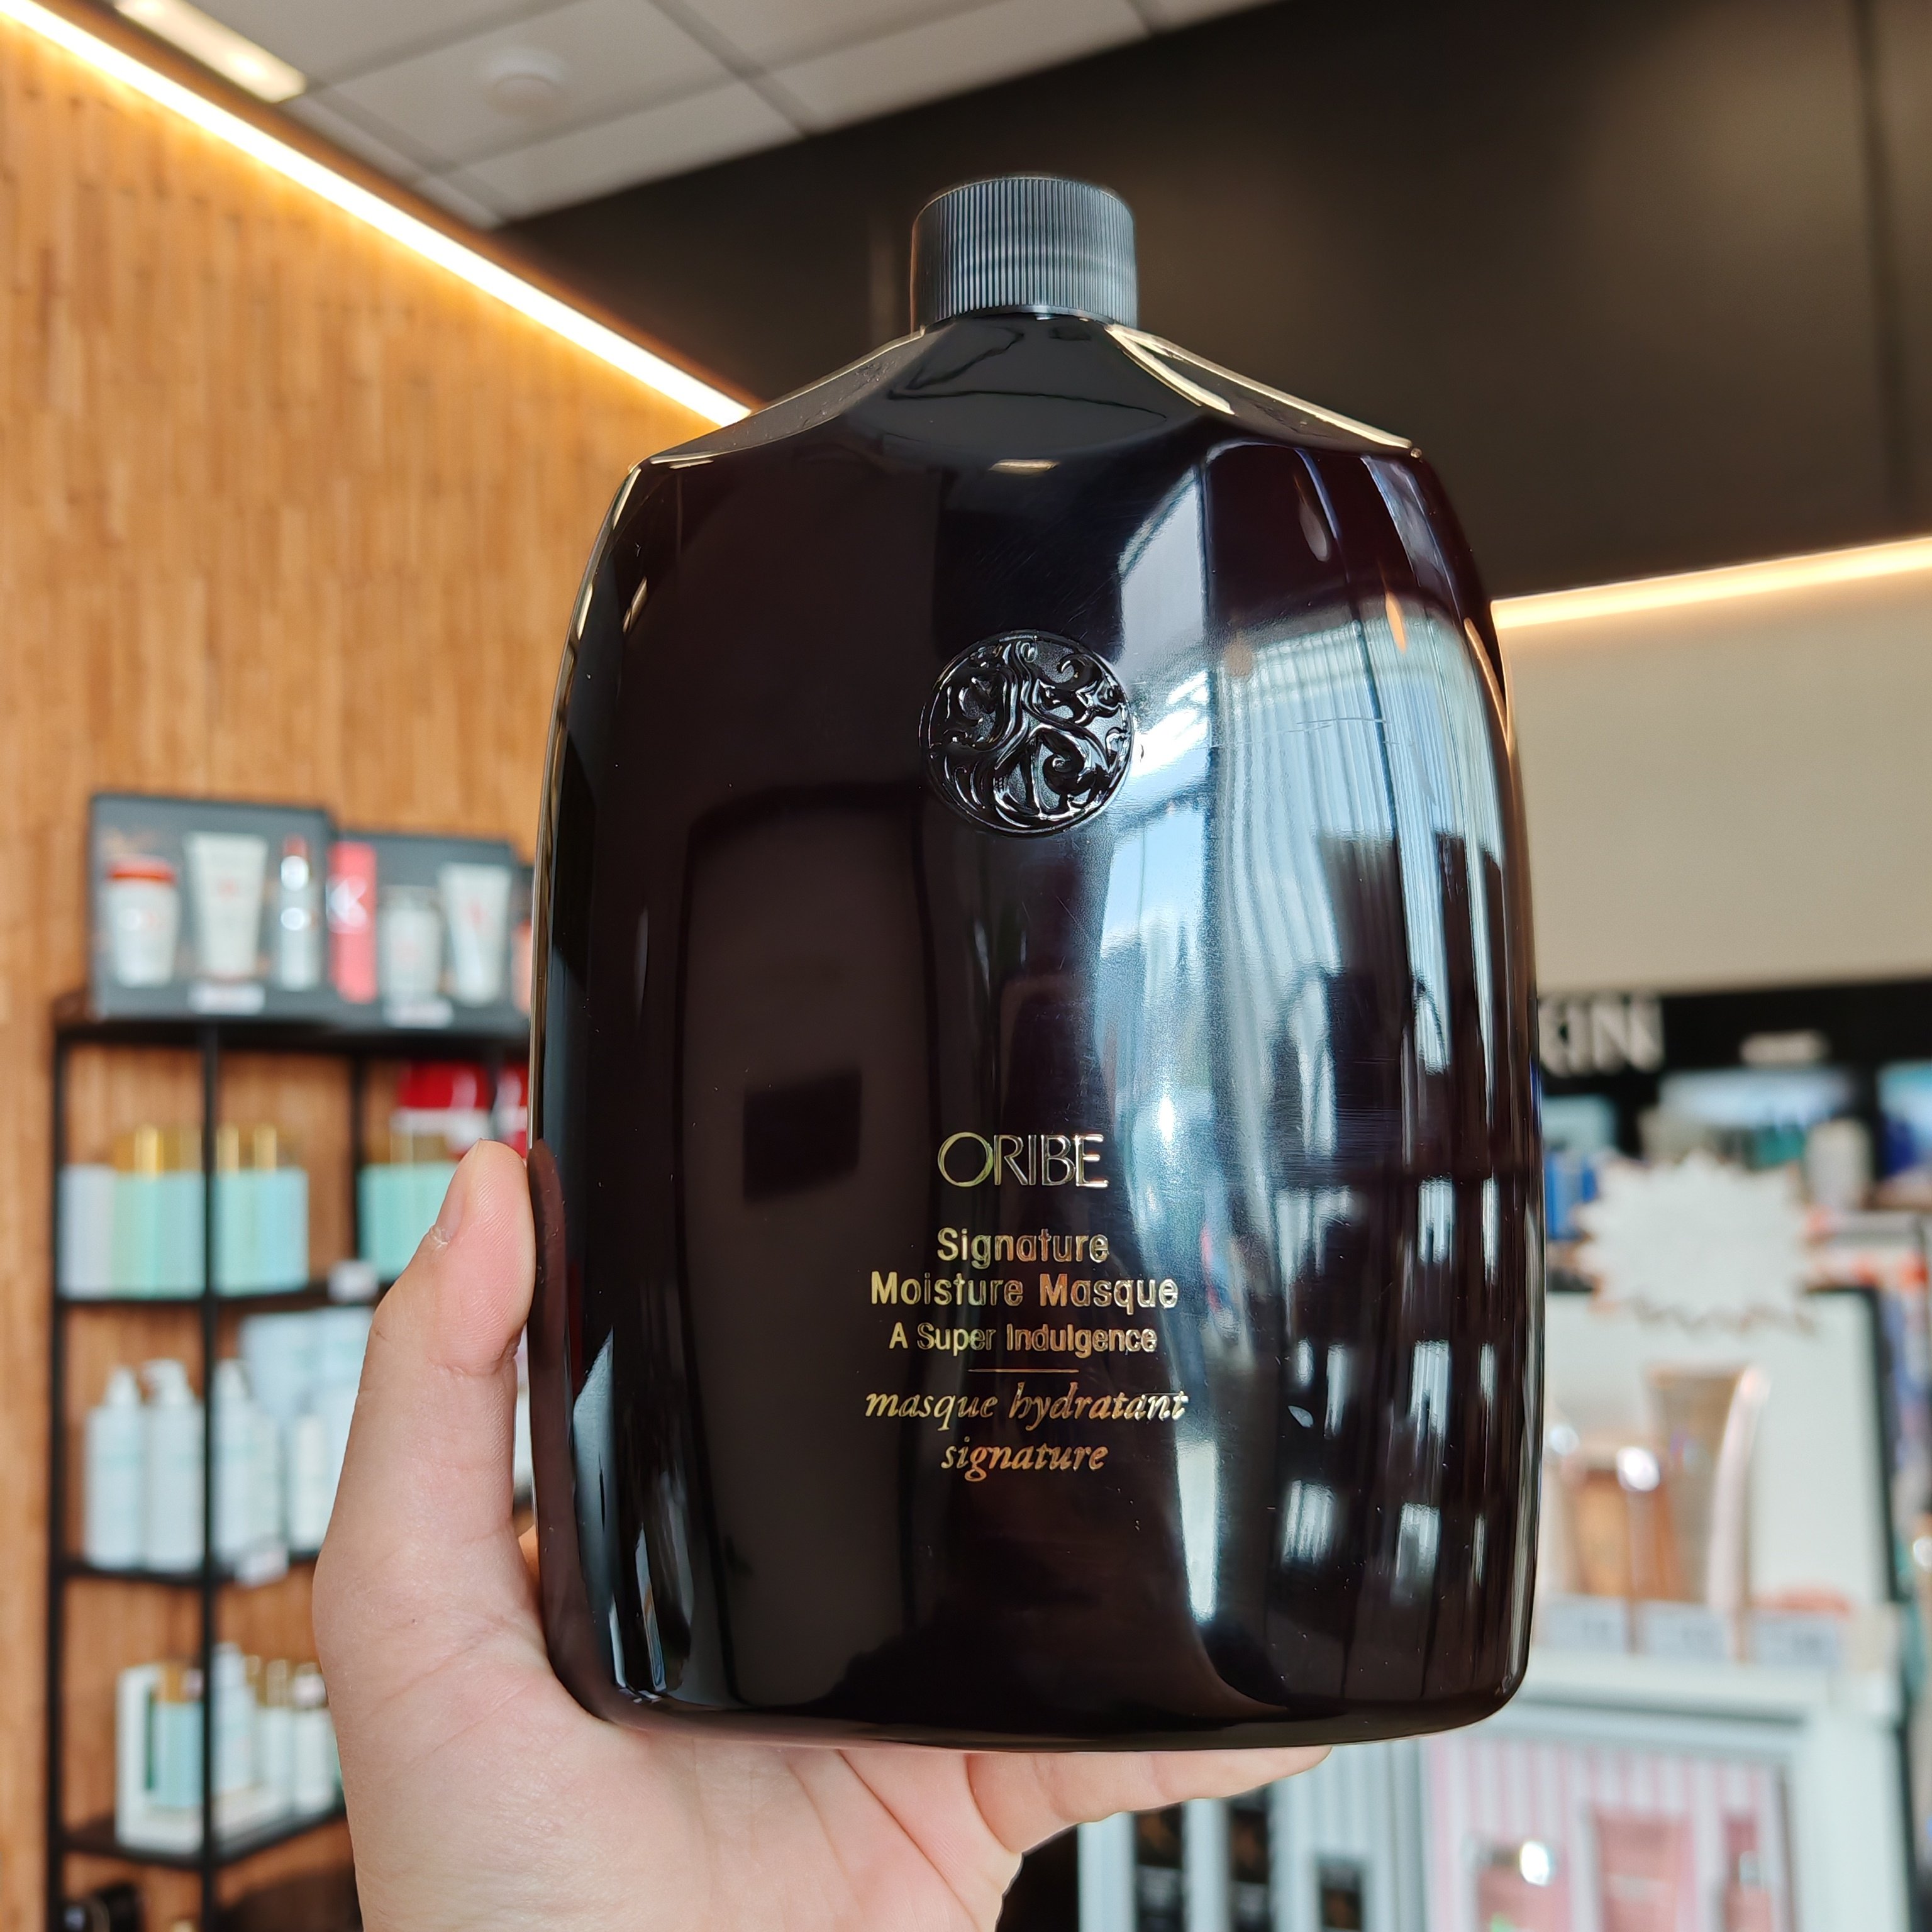 ORIBE
Signature
Moisture Masque
A Super Indulgence
masque hydratant
signature